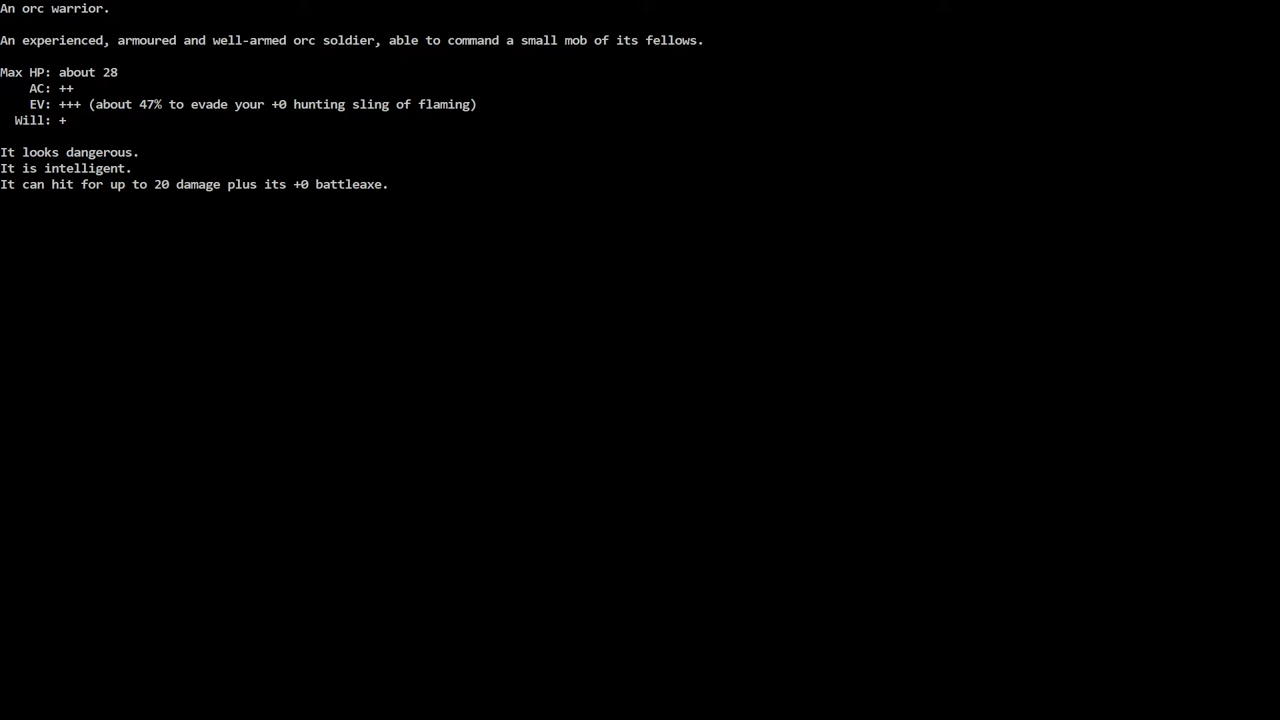 An orc warrior.
An experienced, armoured and well-armed orc soldier, able to command a small mob of its fellows.
Max HP: about 28
AC: ++
EV: +++ (about 47% to evade your +0 hunting sling of flaming)
Will: +
It looks dangerous.
It is intelligent.
It can hit for up to 20 damage plus its +0 battleaxe.